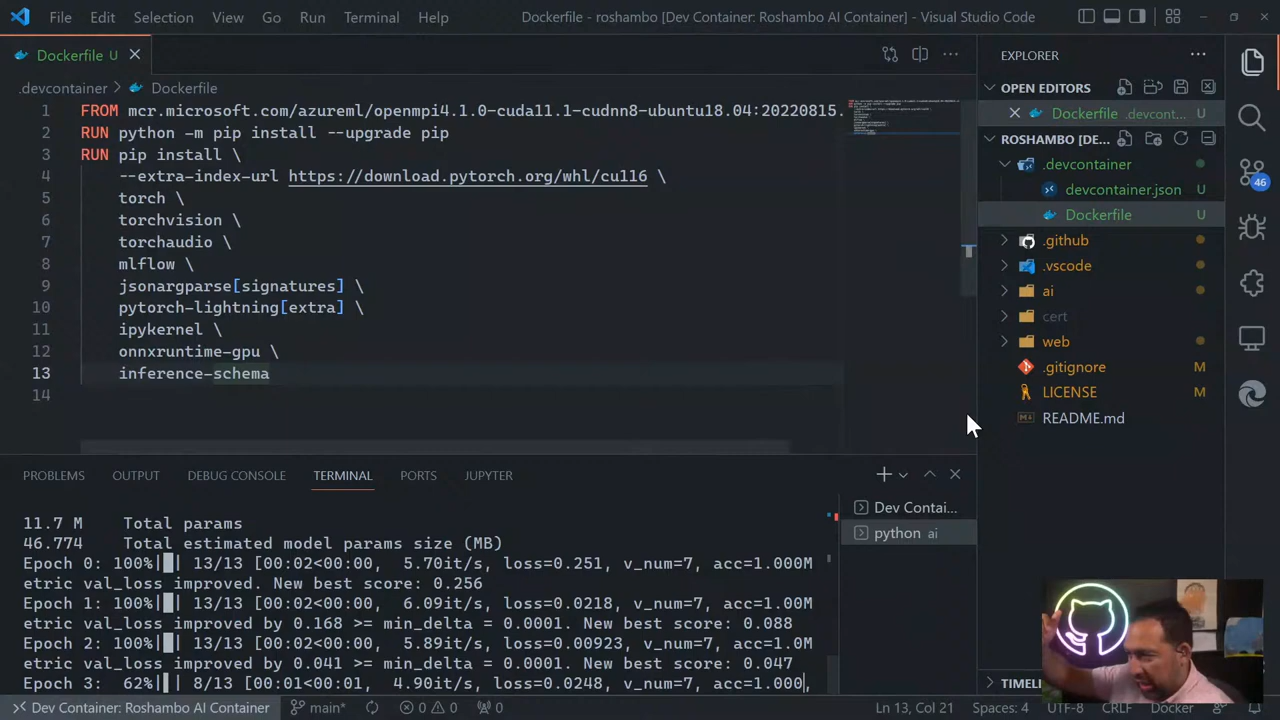 File Edit Selection View Go Run Terminal Help
Dockerfile - roshambo [Dev Container: Roshambo AI Container] - Visual Studio Code
Dockerfile U
.devcontainer > Dockerfile
1 FROM mcr.microsoft.com/azureml/openmpi4.1.0-cuda11.1-cudnn8-ubuntu18.04:20220815.
2 RUN python -m pip install --upgrade pip
3 RUN pip install \
4 --extra-index-url https://download.pytorch.org/whl/cu116 \
5 torch \
6 torchvision \
7 torchaudio \
8 mlflow \
9 jsonargparse[signatures] \
10 pytorch-lightning[extra] \
11 ipykernel \
12 onnxruntime-gpu \
13 inference-schema
14
EXPLORER
OPEN EDITORS
Dockerfile .devcont... U
ROSHAMBO [DE...
.devcontainer
devcontainer.json U
Dockerfile U
.github
.vscode
ai
cert
web
.gitignore M
LICENSE M
README.md
TIMEL
46
PROBLEMS OUTPUT DEBUG CONSOLE TERMINAL PORTS JUPYTER
Dev Contai...
python ai
11.7 M Total params
46.774 Total estimated model params size (MB)
Epoch 0: 100%|█| 13/13 [00:02<00:00, 5.70it/s, loss=0.251, v_num=7, acc=1.000M
etric val_loss improved. New best score: 0.256
Epoch 1: 100%|█| 13/13 [00:02<00:00, 6.09it/s, loss=0.0218, v_num=7, acc=1.00M
etric val_loss improved by 0.168 >= min_delta = 0.0001. New best score: 0.088
Epoch 2: 100%|█| 13/13 [00:02<00:00, 5.89it/s, loss=0.00923, v_num=7, acc=1.0M
etric val_loss improved by 0.041 >= min_delta = 0.0001. New best score: 0.047
Epoch 3: 62%|▌| 8/13 [00:01<00:01, 4.90it/s, loss=0.0248, v_num=7, acc=1.000,
Dev Container: Roshambo AI Container main* 0 0 0 Ln 13, Col 21 Spaces: 4 UTF-8 CRLF Docker